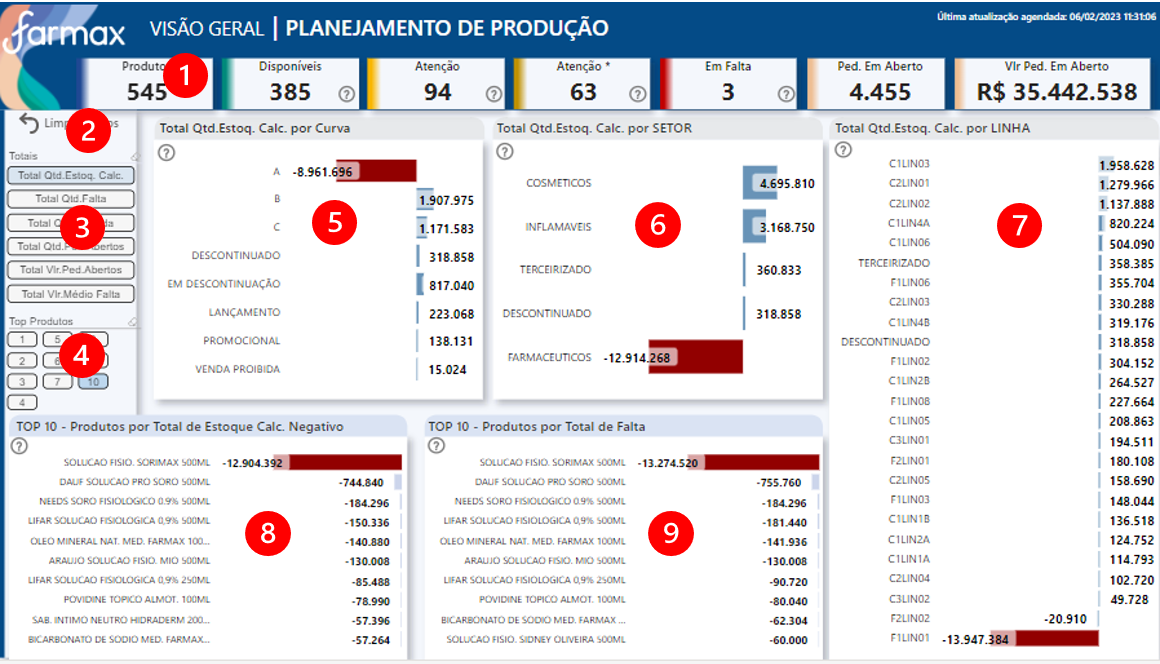 farmax
VISÃO GERAL | PLANEJAMENTO DE PRODUÇÃO
Última atualização agendada: 06/02/2023 11:31:06
1
545
Disponíveis
385
Atenção
94
Atenção *
63
Em Falta
3
Ped. Em Aberto
4.455
Vlr Ped. Em Aberto
R$ 35.442.538
2
Totais
Total Qtd.Estoq. Calc.
Total Qtd.Falta
3
Total Vlr.Ped.Abertos
Total Vlr.Médio Falta
Top Produtos
1 5
2
3 7 10
4
4
Total Qtd.Estoq. Calc. por Curva
A -8.961.696
B 1.907.975
C 1.171.583
DESCONTINUADO 318.858
EM DESCONTINUAÇÃO 817.040
LANÇAMENTO 223.068
PROMOCIONAL 138.131
VENDA PROIBIDA 15.024
5
Total Qtd.Estoq. Calc. por SETOR
COSMETICOS 4.695.810
INFLAMAVEIS 3.168.750
TERCEIRIZADO 360.833
DESCONTINUADO 318.858
FARMACEUTICOS -12.914.268
6
Total Qtd.Estoq. Calc. por LINHA
C1LIN03 1.958.628
C2LIN01 1.279.966
C2LIN02 1.137.888
C1LIN4A 820.224
C1LIN06 504.090
TERCEIRIZADO 358.385
F1LIN06 355.704
C2LIN03 330.288
C1LIN4B 319.176
DESCONTINUADO 318.858
F1LIN02 304.152
C1LIN2B 264.527
F1LIN08 227.664
C1LIN05 208.863
C3LIN01 194.511
F2LIN01 180.108
C2LIN05 158.690
F1LIN03 148.044
C1LIN1B 136.518
C1LIN2A 124.752
C1LIN1A 114.793
C2LIN04 102.720
C3LIN02 49.728
F2LIN02 -20.910
F1LIN01 -13.947.384
7
TOP 10 - Produtos por Total de Estoque Calc. Negativo
SOLUCAO FISIO. SORIMAX 500ML -12.904.392
DAUF SOLUCAO PRO SORO 500ML -744.840
NEEDS SORO FISIOLOGICO 0.9% 500ML -184.296
LIFAR SOLUCAO FISIOLOGICA 0,9% 500ML -150.336
OLEO MINERAL NAT. MED. FARMAX 100... -140.880
ARAUJO SOLUCAO FISIO. MIO 500ML -130.008
LIFAR SOLUCAO FISIOLOGICA 0,9% 250ML -85.488
POVIDINE TOPICO ALMOT. 100ML -78.990
SAB. INTIMO NEUTRO HIDRADERM 200... -57.396
BICARBONATO DE SODIO MED. FARMAX... -57.264
8
TOP 10 - Produtos por Total de Falta
SOLUCAO FISIO. SORIMAX 500ML -13.274.520
DAUF SOLUCAO PRO SORO 500ML -755.760
NEEDS SORO FISIOLOGICO 0.9% 500ML -184.296
LIFAR SOLUCAO FISIOLOGICA 0,9% 500ML -181.440
OLEO MINERAL NAT. MED. FARMAX 100... -141.936
ARAUJO SOLUCAO FISIO. MIO 500ML -130.008
LIFAR SOLUCAO FISIOLOGICA 0,9% 250ML -90.720
POVIDINE TOPICO ALMOT. 100ML -80.040
BICARBONATO DE SODIO MED. FARMAX ... -62.304
SOLUCAO FISIO. SIDNEY OLIVEIRA 500ML -60.000
9